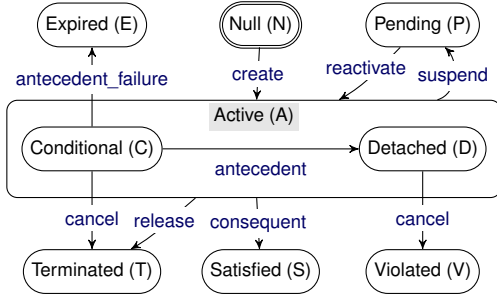 Expired (E)
Null (N)
Pending (P)
antecedent_failure
create
reactivate
suspend
Active (A)
Conditional (C)
Detached (D)
antecedent
cancel
release
consequent
cancel
Terminated (T)
Satisfied (S)
Violated (V)